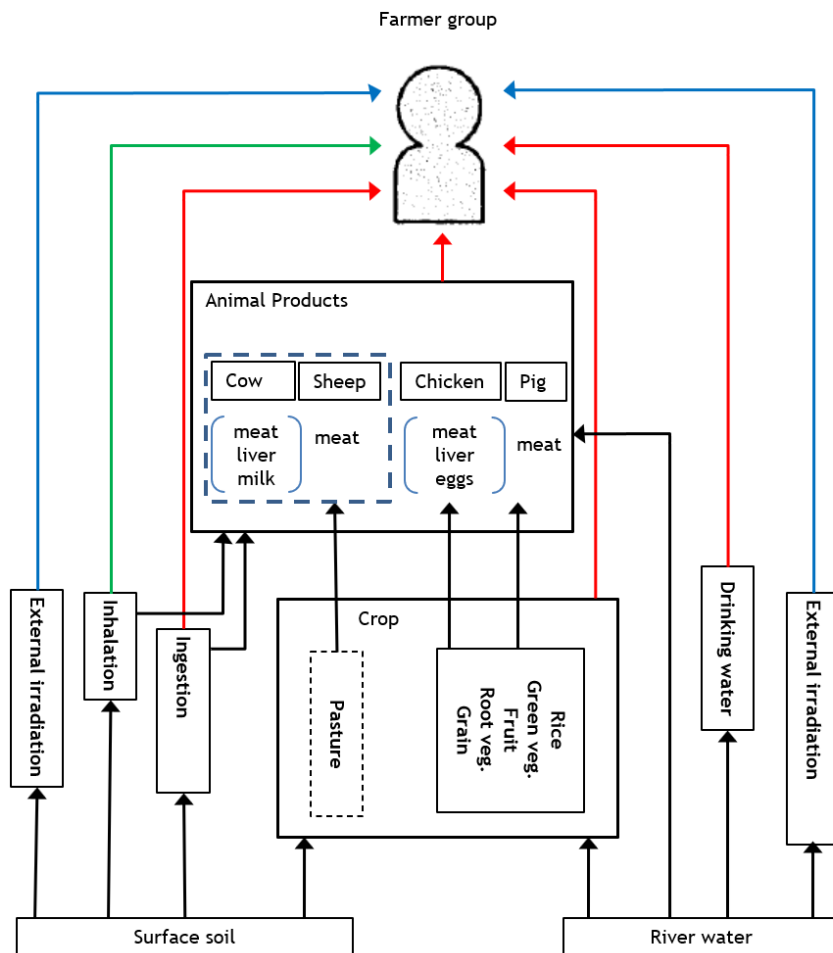 Farmer group
Animal Products
Cow
Sheep
Chicken
Pig
meat
liver
milk
meat
meat
liver
eggs
meat
External irradiation
Inhalation
Ingestion
Crop
Pasture
Rice
Green veg.
Fruit
Root veg.
Grain
Drinking water
External irradiation
Surface soil
River water